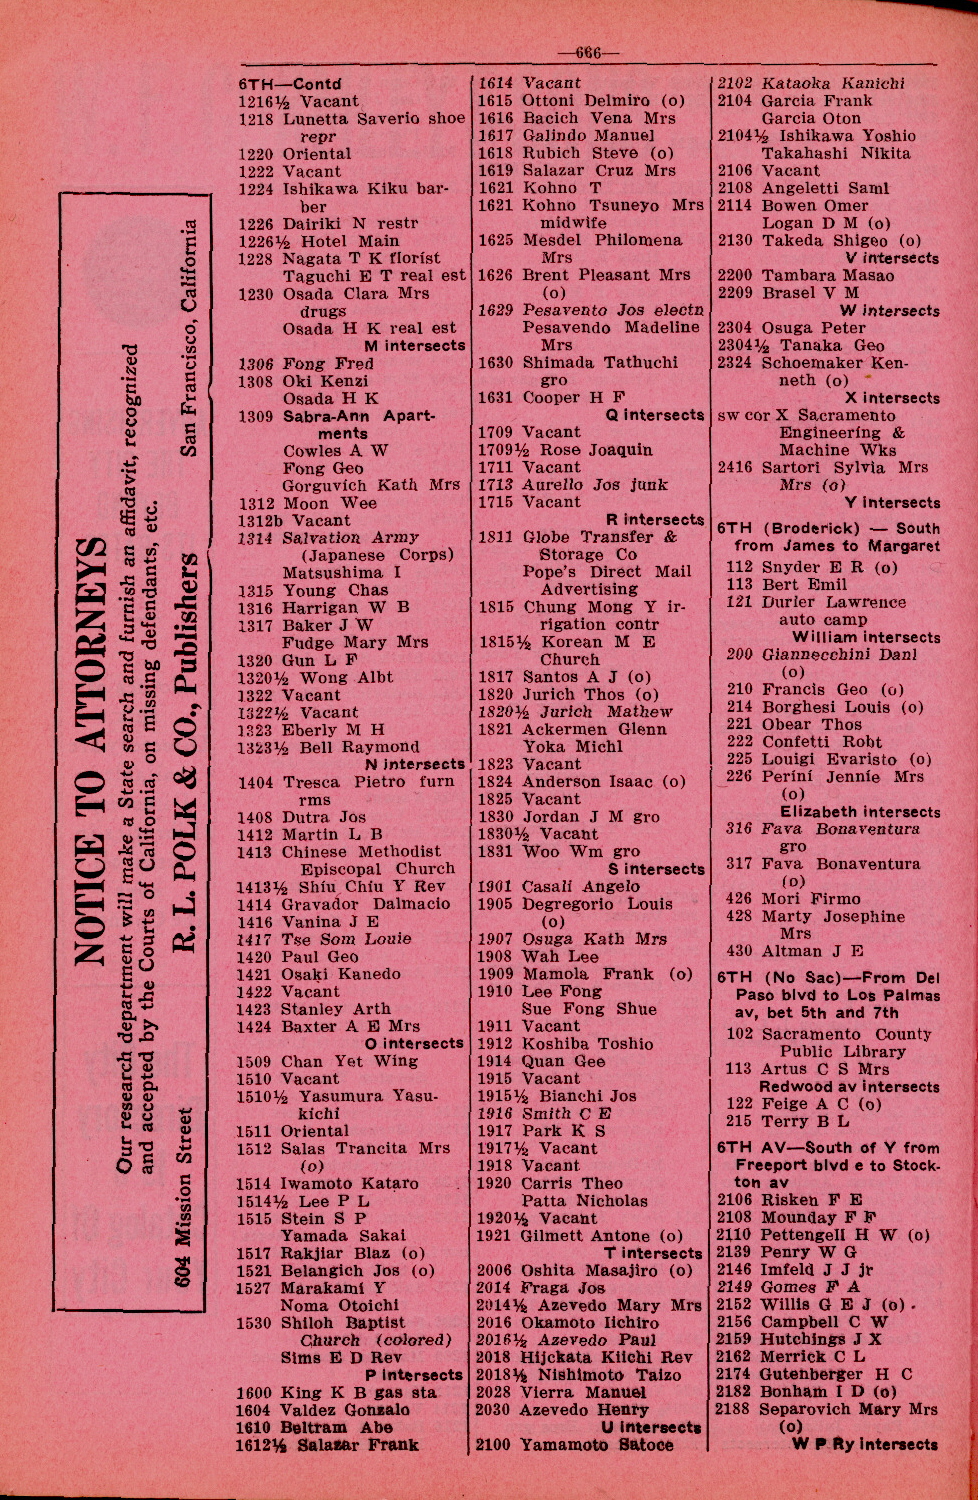 —666—
NOTICE TO ATTORNEYS
Our research department will make a State search and furnish an affidavit, recognized
and accepted by the Courts of California, on missing defendants, etc.
R. L. POLK & CO., Publishers
604 Mission Street San Francisco, California
6TH—Contd
1216½ Vacant
1218 Lunetta Saverio shoe
repr
1220 Oriental
1222 Vacant
1224 Ishikawa Kiku bar-
ber
1226 Dairiki N restr
1226½ Hotel Main
1228 Nagata T K florist
Taguchi E T real est
1230 Osada Clara Mrs
drugs
Osada H K real est
M intersects
1306 Fong Fred
1308 Oki Kenzi
Osada H K
1309 Sabra-Ann Apart-
ments
Cowles A W
Fong Geo
Gorguvich Kath Mrs
1312 Moon Wee
1312b Vacant
1314 Salvation Army
(Japanese Corps)
Matsushima I
1315 Young Chas
1316 Harrigan W B
1317 Baker J W
Fudge Mary Mrs
1320 Gun L F
1320½ Wong Albt
1322 Vacant
1322½ Vacant
1323 Eberly M H
1323½ Bell Raymond
N intersects
1404 Tresca Pietro furn
rms
1408 Dutra Jos
1412 Martin L B
1413 Chinese Methodist
Episcopal Church
1413½ Shiu Chiu Y Rev
1414 Gravador Dalmacio
1416 Vanina J E
1417 Tse Som Louie
1420 Paul Geo
1421 Osaki Kanedo
1422 Vacant
1423 Stanley Arth
1424 Baxter A E Mrs
O intersects
1509 Chan Yet Wing
1510 Vacant
1510½ Yasumura Yasu-
kichi
1511 Oriental
1512 Salas Trancita Mrs
(o)
1514 Iwamoto Kataro
1514½ Lee P L
1515 Stein S P
Yamada Sakai
1517 Rakjiar Blaz (o)
1521 Belangich Jos (o)
1527 Marakami Y
Noma Otoichi
1530 Shiloh Baptist
Church (colored)
Sims E D Rev
P intersects
1600 King K B gas sta
1604 Valdez Gonzalo
1610 Beltram Abe
1612½ Salazar Frank
1614 Vacant
1615 Ottoni Delmiro (o)
1616 Bacich Vena Mrs
1617 Galindo Manuel
1618 Rubich Steve (o)
1619 Salazar Cruz Mrs
1621 Kohno T
1621 Kohno Tsuneyo Mrs
midwife
1625 Mesdel Philomena
Mrs
1626 Brent Pleasant Mrs
(o)
1629 Pesavento Jos electn
Pesavendo Madeline
Mrs
1630 Shimada Tathuchi
gro
1631 Cooper H F
Q intersects
1709 Vacant
1709½ Rose Joaquin
1711 Vacant
1713 Aurello Jos junk
1715 Vacant
R intersects
1811 Globe Transfer &
Storage Co
Pope's Direct Mail
Advertising
1815 Chung Mong Y ir-
rigation contr
1815½ Korean M E
Church
1817 Santos A J (o)
1820 Jurich Thos (o)
1820½ Jurich Mathew
1821 Ackermen Glenn
Yoka Michl
1823 Vacant
1824 Anderson Isaac (o)
1825 Vacant
1830 Jordan J M gro
1830½ Vacant
1831 Woo Wm gro
S intersects
1901 Casali Angelo
1905 Degregorio Louis
(o)
1907 Osuga Kath Mrs
1908 Wah Lee
1909 Mamola Frank (o)
1910 Lee Fong
Sue Fong Shue
1911 Vacant
1912 Koshiba Toshio
1914 Quan Gee
1915 Vacant
1915½ Bianchi Jos
1916 Smith C E
1917 Park K S
1917½ Vacant
1918 Vacant
1920 Carris Theo
Patta Nicholas
1920½ Vacant
1921 Gilmett Antone (o)
T intersects
2006 Oshita Masajiro (o)
2014 Fraga Jos
2014½ Azevedo Mary Mrs
2016 Okamoto Iichiro
2016½ Azevedo Paul
2018 Hijckata Kiichi Rev
2018½ Nishimoto Taizo
2028 Vierra Manuel
2030 Azevedo Henry
U intersects
2100 Yamamoto Satoce
2102 Kataoka Kanichi
2104 Garcia Frank
Garcia Oton
2104½ Ishikawa Yoshio
Takahashi Nikita
2106 Vacant
2108 Angeletti Saml
2114 Bowen Omer
Logan D M (o)
2130 Takeda Shigeo (o)
V intersects
2200 Tambara Masao
2209 Brasel V M
W intersects
2304 Osuga Peter
2304½ Tanaka Geo
2324 Schoemaker Ken-
neth (o)
X intersects
sw cor X Sacramento
Engineering &
Machine Wks
2416 Sartori Sylvia Mrs
Mrs (o)
Y intersects
6TH (Broderick) — South
from James to Margaret
112 Snyder E R (o)
113 Bert Emil
121 Durler Lawrence
auto camp
William intersects
200 Giannecchini Danl
(o)
210 Francis Geo (o)
214 Borghesi Louis (o)
221 Obear Thos
222 Confetti Robt
225 Louigi Evaristo (o)
226 Perini Jennie Mrs
(o)
Elizabeth intersects
316 Fava Bonaventura
gro
317 Fava Bonaventura
(o)
426 Mori Firmo
428 Marty Josephine
Mrs
430 Altman J E
6TH (No Sac)—From Del
Paso blvd to Los Palmas
av, bet 5th and 7th
102 Sacramento County
Public Library
113 Artus C S Mrs
Redwood av intersects
122 Feige A C (o)
215 Terry B L
6TH AV—South of Y from
Freeport blvd e to Stock-
ton av
2106 Risken F E
2108 Mounday F F
2110 Pettengell H W (o)
2139 Penry W G
2146 Imfeld J J jr
2149 Gomes F A
2152 Willis G E J (o)
2156 Campbell C W
2159 Hutchings J X
2162 Merrick C L
2174 Gutenberger H C
2182 Bonham I D (o)
2188 Separovich Mary Mrs
(o)
W P Ry intersects